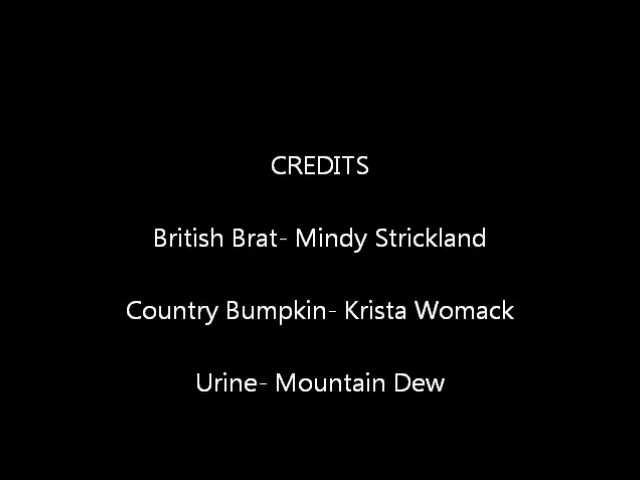 CREDITS
British Brat- Mindy Strickland
Country Bumpkin- Krista Womack
Urine- Mountain Dew